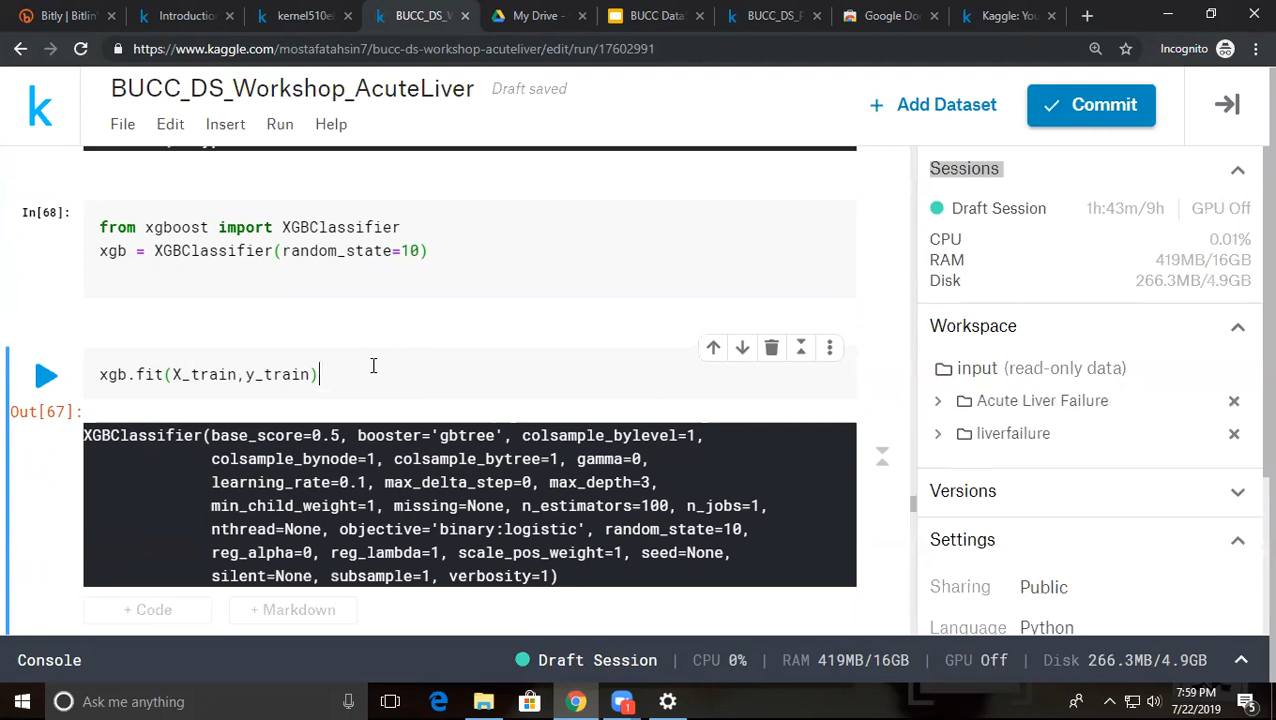 Bitly | W
Introduction
kernel510e
BUCC_DS_W
My Drive -
BUCC Data
BUCC_DS_P
Google Do
Kaggle: You
https://www.kaggle.com/mostafatahsin7/bucc-ds-workshop-acuteliver/edit/run/17602991
Incognito
k
BUCC_DS_Workshop_AcuteLiver
Draft saved
File Edit Insert Run Help
+ Add Dataset
Commit
Sessions
Draft Session 1h:43m/9h GPU Off
CPU 0.01%
RAM 419MB/16GB
Disk 266.3MB/4.9GB
Workspace
input (read-only data)
Acute Liver Failure
liverfailure
Versions
Settings
Sharing Public
Language Python
In[68]:
from xgboost import XGBClassifier
xgb = XGBClassifier(random_state=10)
xgb.fit(X_train,y_train)
Out[67]:
XGBClassifier(base_score=0.5, booster='gbtree', colsample_bylevel=1,
colsample_bynode=1, colsample_bytree=1, gamma=0,
learning_rate=0.1, max_delta_step=0, max_depth=3,
min_child_weight=1, missing=None, n_estimators=100, n_jobs=1,
nthread=None, objective='binary:logistic', random_state=10,
reg_alpha=0, reg_lambda=1, scale_pos_weight=1, seed=None,
silent=None, subsample=1, verbosity=1)
+ Code
+ Markdown
Console
Draft Session | CPU 0% | RAM 419MB/16GB | GPU Off | Disk 266.3MB/4.9GB
Ask me anything
1
7:59 PM
7/22/2019
5